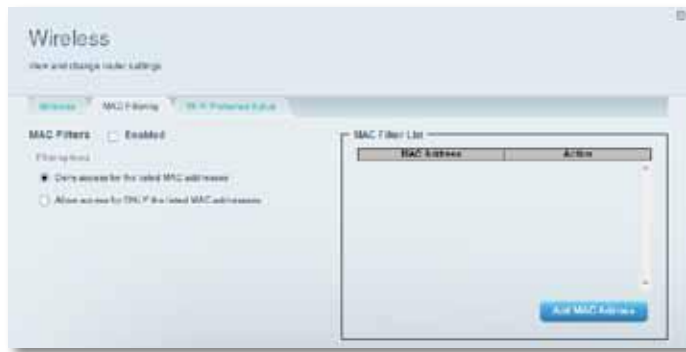 Wireless
View and change router settings
Wireless
MAC Filtering
Wi-Fi Protected Setup
MAC Filters
Enabled
Filter options
Deny access for the listed MAC addresses
Allow access for ONLY the listed MAC addresses
MAC Filter List
MAC Address
Action
Add MAC Address